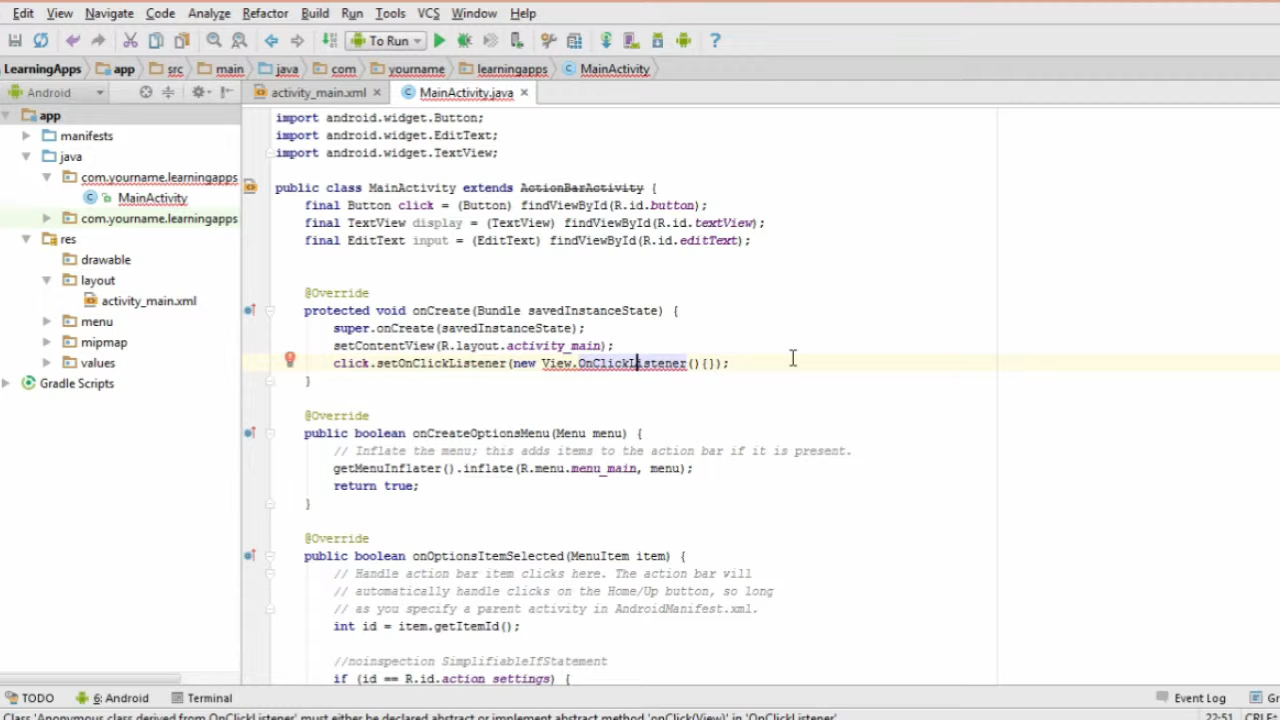 Edit View Navigate Code Analyze Refactor Build Run Tools VCS Window Help
To Run
LearningApps app src main java com yourname learningapps MainActivity
Android
activity_main.xml MainActivity.java
app
manifests
java
com.yourname.learningapps
MainActivity
com.yourname.learningapps
res
drawable
layout
activity_main.xml
menu
mipmap
values
Gradle Scripts
import android.widget.Button;
import android.widget.EditText;
import android.widget.TextView;
public class MainActivity extends ActionBarActivity {
final Button click = (Button) findViewById(R.id.button);
final TextView display = (TextView) findViewById(R.id.textView);
final EditText input = (EditText) findViewById(R.id.editText);
@Override
protected void onCreate(Bundle savedInstanceState) {
super.onCreate(savedInstanceState);
setContentView(R.layout.activity_main);
click.setOnClickListener(new View.OnClickListener(){});
}
@Override
public boolean onCreateOptionsMenu(Menu menu) {
// Inflate the menu; this adds items to the action bar if it is present.
getMenuInflater().inflate(R.menu.menu_main, menu);
return true;
}
@Override
public boolean onOptionsItemSelected(MenuItem item) {
// Handle action bar item clicks here. The action bar will
// automatically handle clicks on the Home/Up button, so long
// as you specify a parent activity in AndroidManifest.xml.
int id = item.getItemId();
//noinspection SimplifiableIfStatement
if (id == R.id.action_settings) {
TODO 6: Android Terminal Event Log Gr
Class 'Anonymous class derived from OnClickListener' must either be declared abstract or implement abstract method 'onClick(View)' in 'OnClickListener' 22:51 CRLF